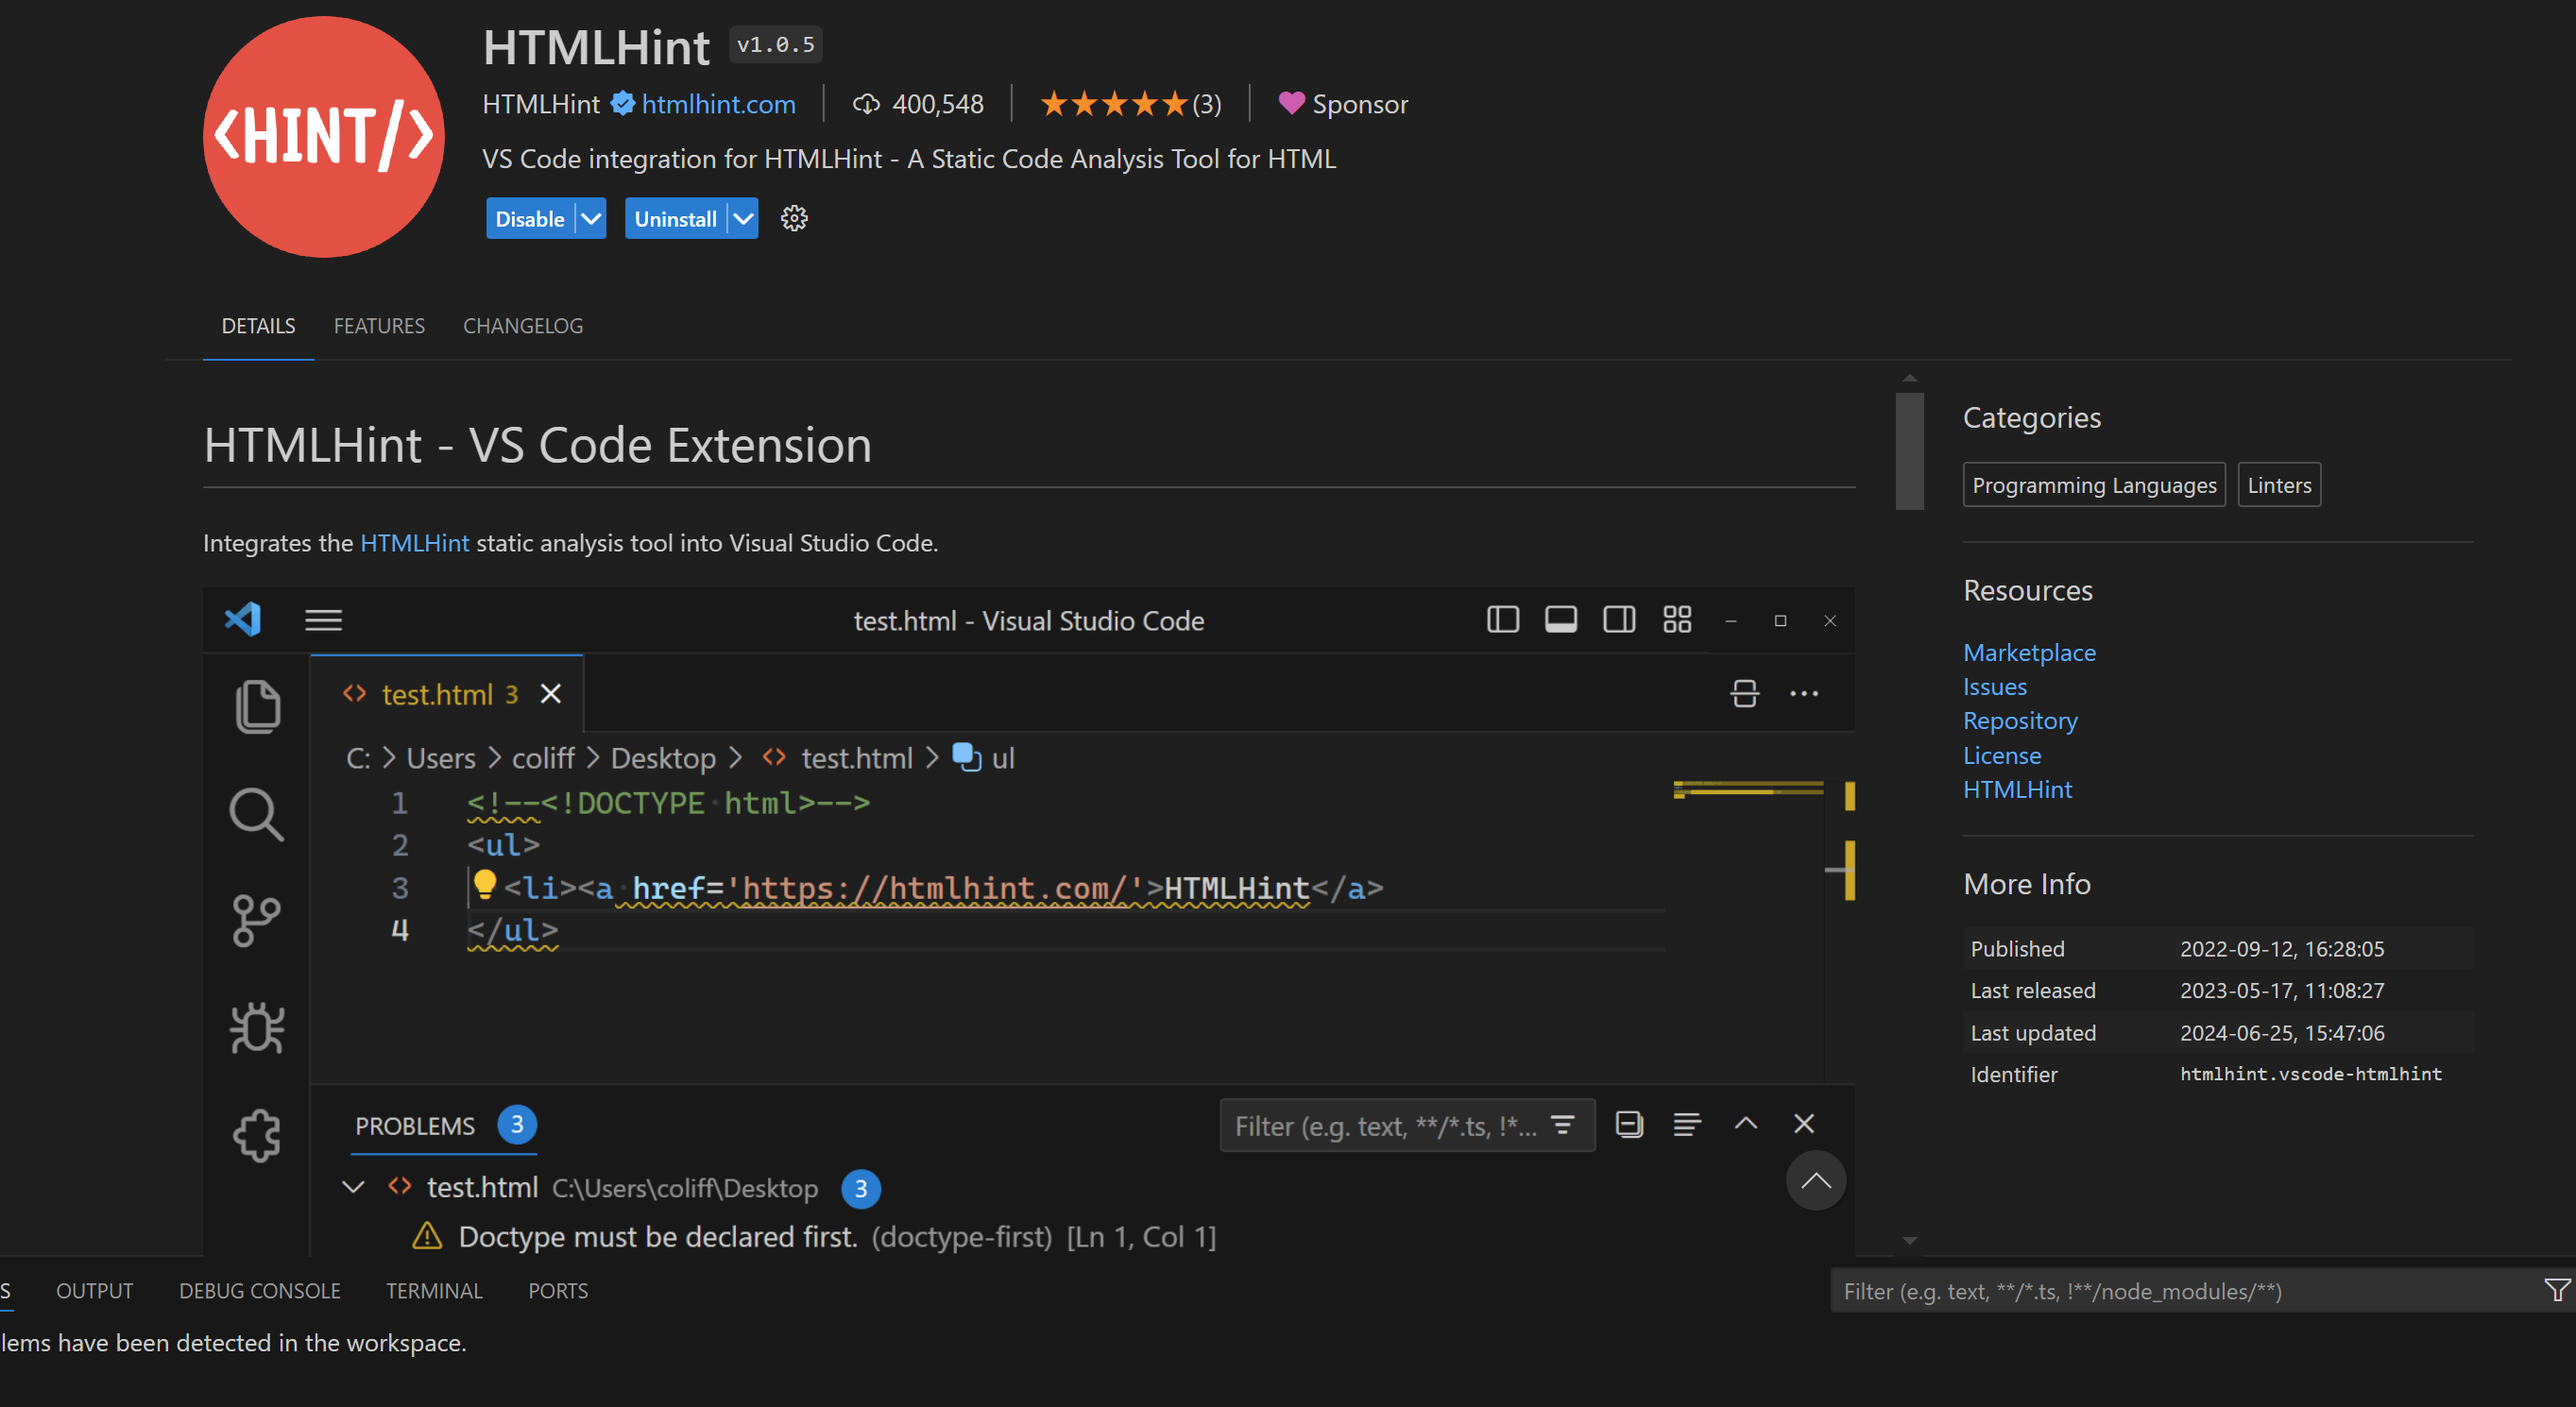 <HINT/>
HTMLHint v1.0.5
HTMLHint htmlhint.com 400,548 (3) Sponsor
VS Code integration for HTMLHint - A Static Code Analysis Tool for HTML
Disable Uninstall
DETAILS FEATURES CHANGELOG
HTMLHint - VS Code Extension
Integrates the HTMLHint static analysis tool into Visual Studio Code.
test.html - Visual Studio Code
test.html 3
C: > Users > coliff > Desktop > test.html > ul
1 <!--<!DOCTYPE html>-->
2 <ul>
3 <li><a href='https://htmlhint.com/'>HTMLHint</a>
4 </ul>
PROBLEMS 3
Filter (e.g. text, **/*.ts, !*...
test.html C:\Users\coliff\Desktop 3
Doctype must be declared first. (doctype-first) [Ln 1, Col 1]
Categories
Programming Languages Linters
Resources
Marketplace
Issues
Repository
License
HTMLHint
More Info
Published 2022-09-12, 16:28:05
Last released 2023-05-17, 11:08:27
Last updated 2024-06-25, 15:47:06
Identifier htmlhint.vscode-htmlhint
S OUTPUT DEBUG CONSOLE TERMINAL PORTS
Filter (e.g. text, **/*.ts, !**/node_modules/**)
lems have been detected in the workspace.